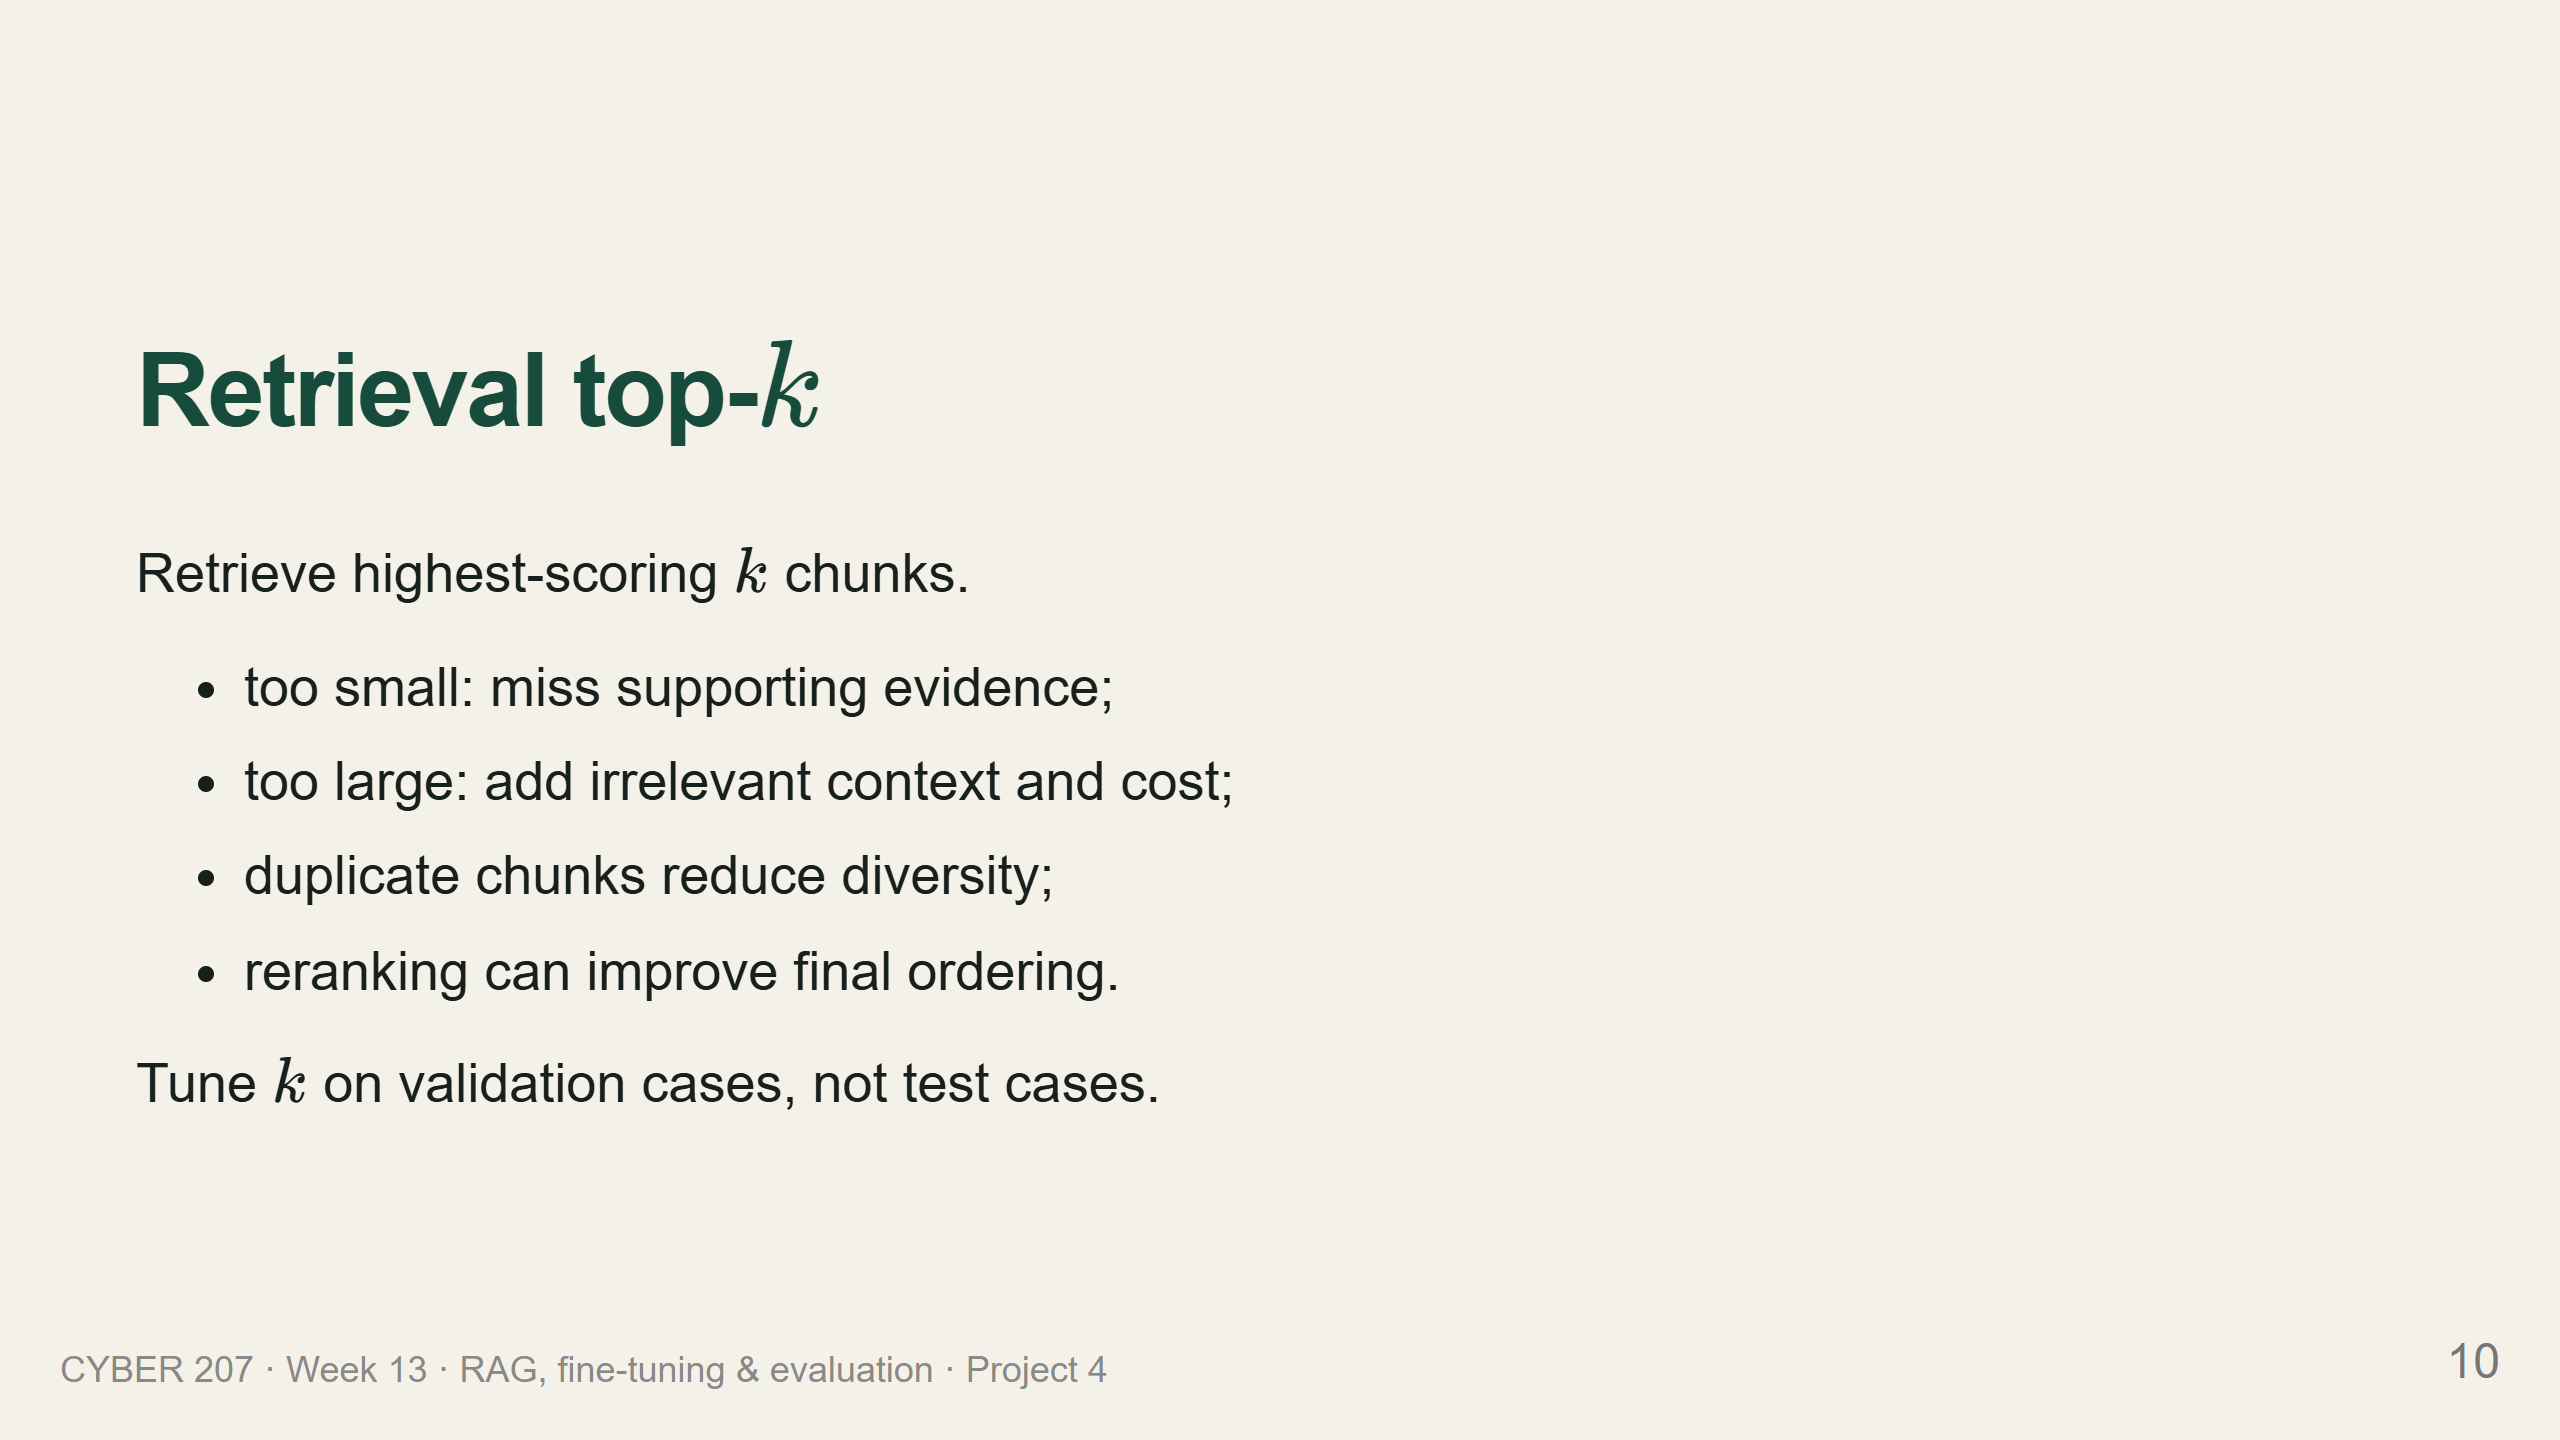 Retrieval top-k
Retrieve highest-scoring k chunks.
• too small: miss supporting evidence;
• too large: add irrelevant context and cost;
• duplicate chunks reduce diversity;
• reranking can improve final ordering.
Tune k on validation cases, not test cases.
CYBER 207 · Week 13 · RAG, fine-tuning & evaluation · Project 4
10